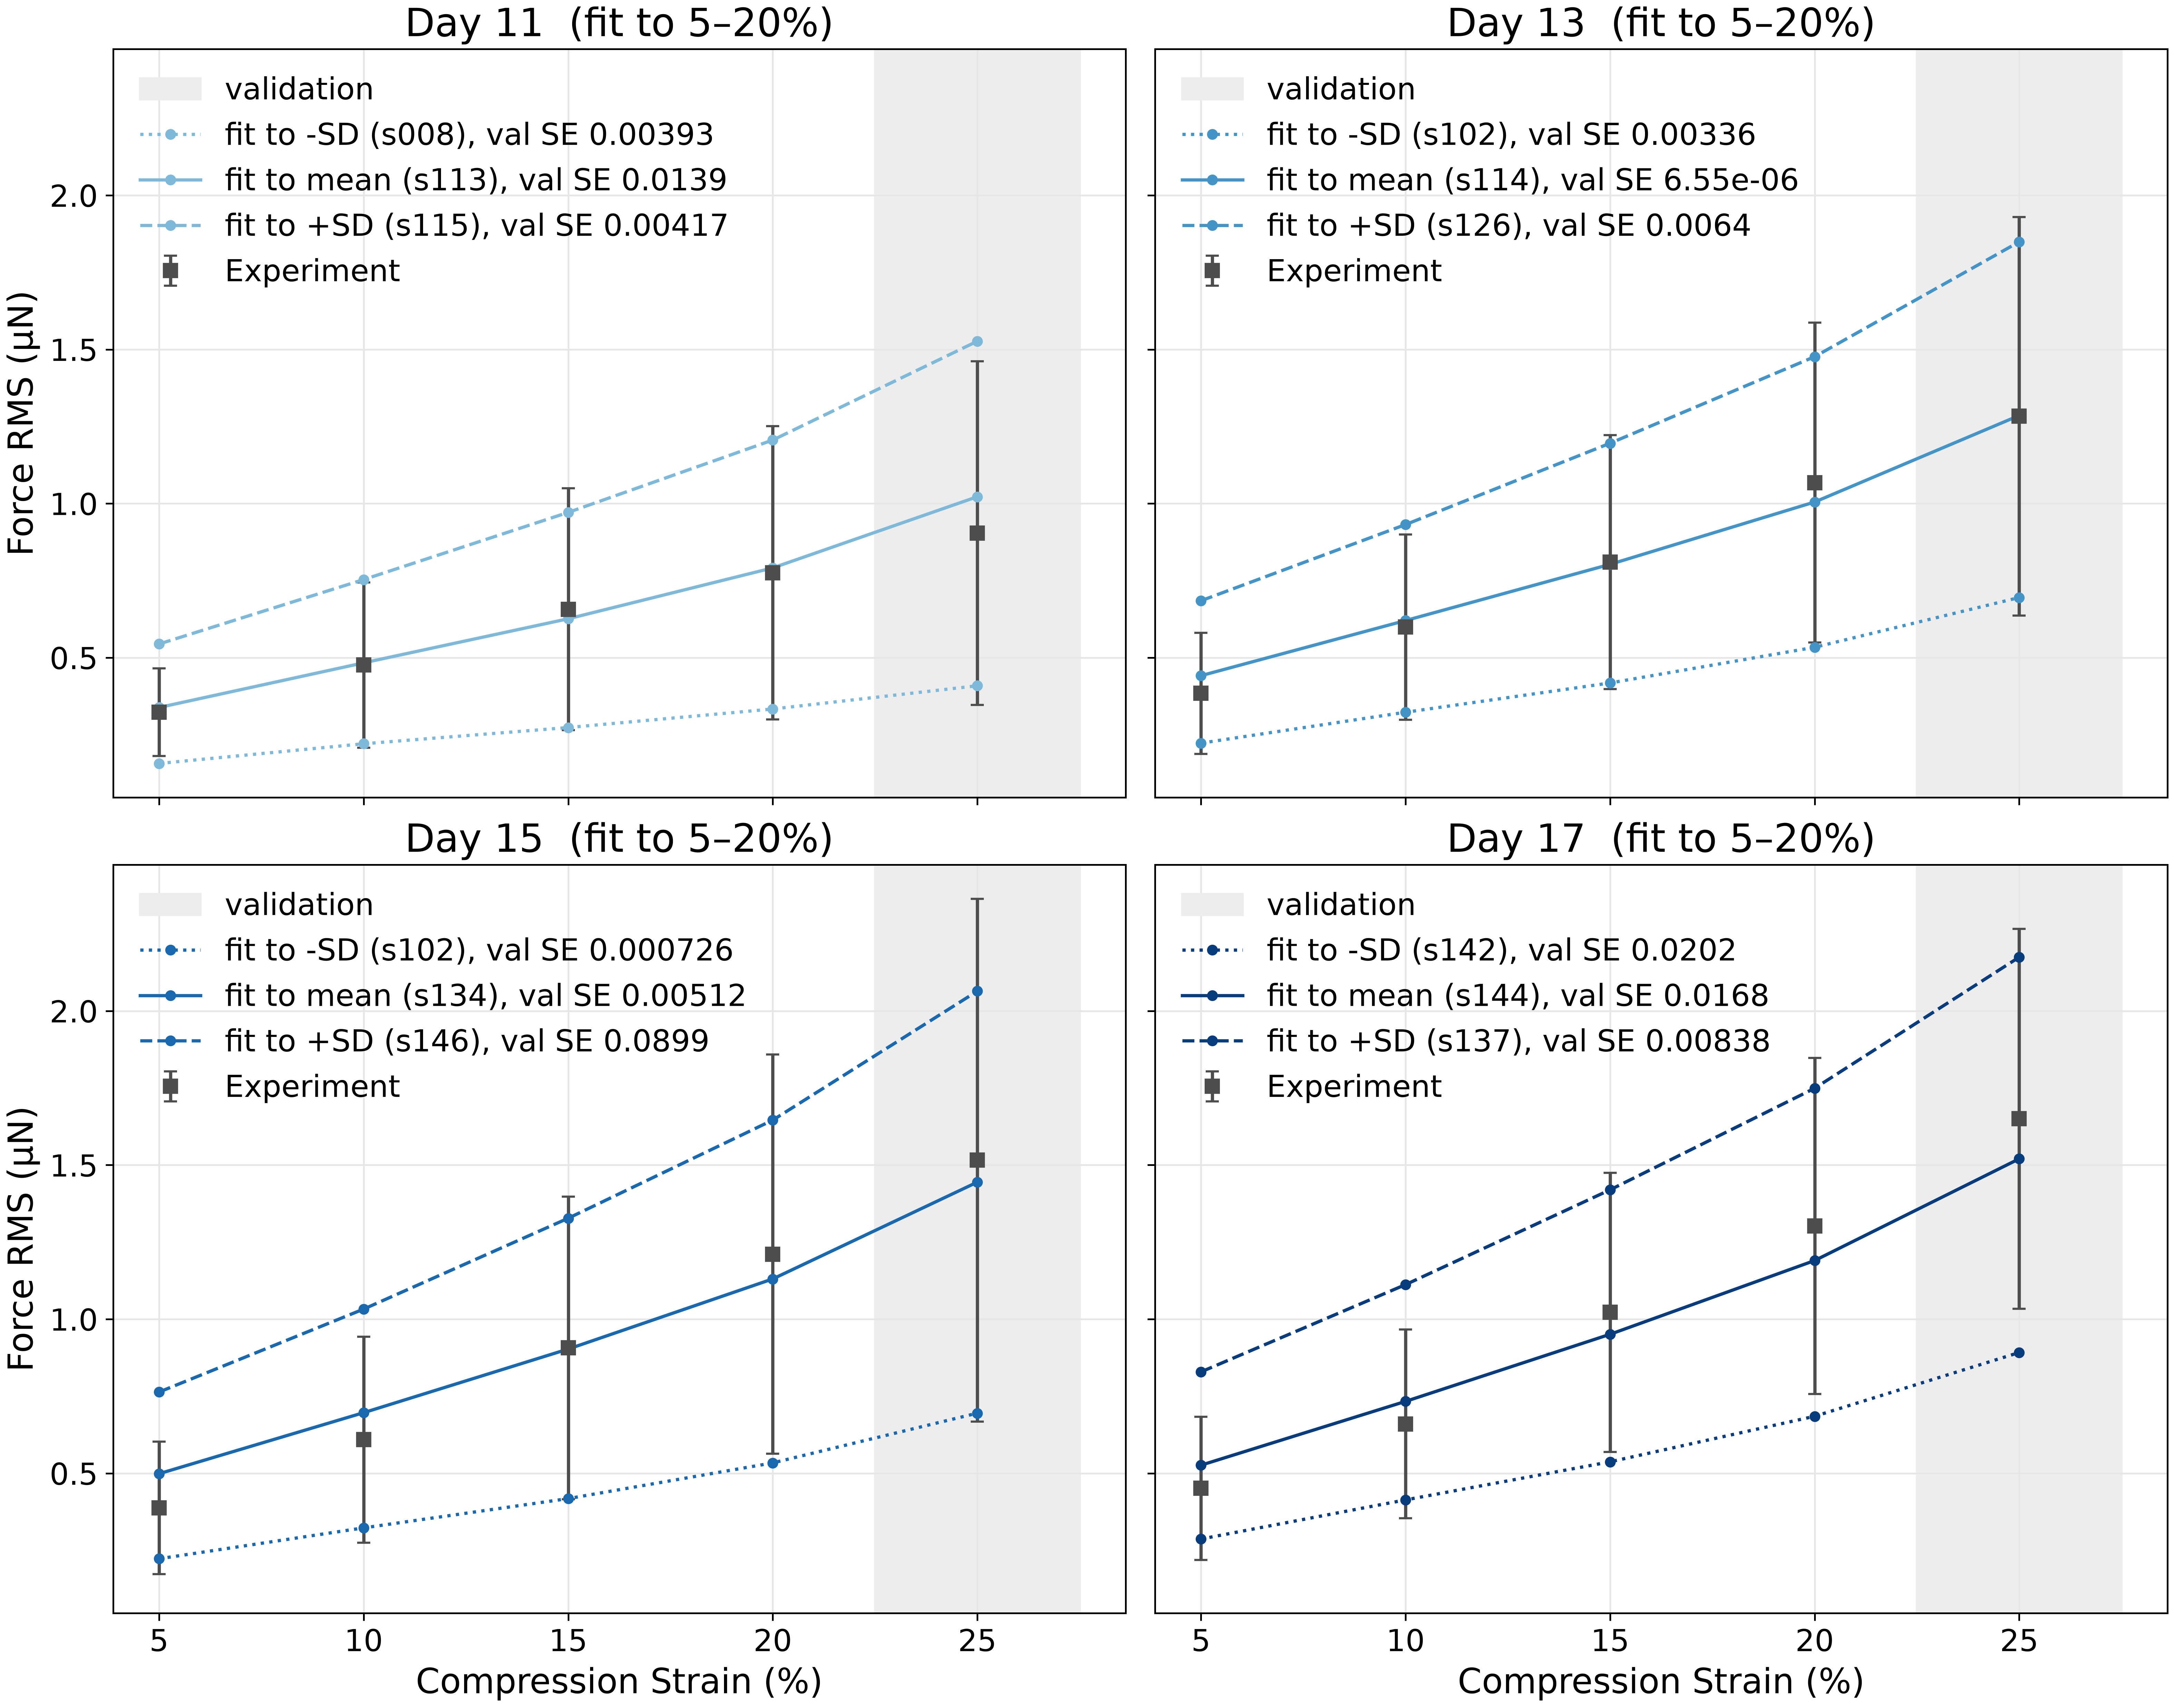 Day 11  (fit to 5–20%)
validation
fit to -SD (s008), val SE 0.00393
fit to mean (s113), val SE 0.0139
fit to +SD (s115), val SE 0.00417
Experiment
2.0
1.5
1.0
0.5
Force RMS (µN)
Day 13  (fit to 5–20%)
validation
fit to -SD (s102), val SE 0.00336
fit to mean (s114), val SE 6.55e-06
fit to +SD (s126), val SE 0.0064
Experiment
Day 15  (fit to 5–20%)
validation
fit to -SD (s102), val SE 0.000726
fit to mean (s134), val SE 0.00512
fit to +SD (s146), val SE 0.0899
Experiment
2.0
1.5
1.0
0.5
Force RMS (µN)
5 10 15 20 25
Compression Strain (%)
Day 17  (fit to 5–20%)
validation
fit to -SD (s142), val SE 0.0202
fit to mean (s144), val SE 0.0168
fit to +SD (s137), val SE 0.00838
Experiment
5 10 15 20 25
Compression Strain (%)